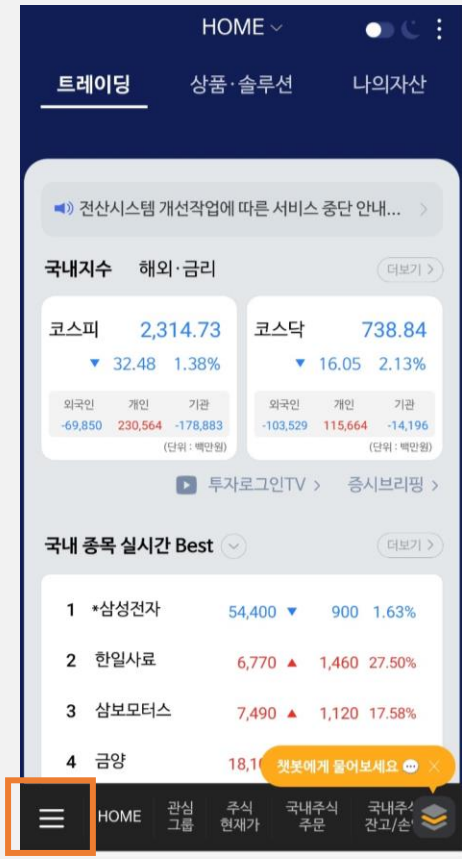 HOME
트레이딩 상품·솔루션 나의자산
전산시스템 개선작업에 따른 서비스 중단 안내...
국내지수 해외·금리 더보기 >
코스피 2,314.73 코스닥 738.84
▼ 32.48 1.38% ▼ 16.05 2.13%
외국인 개인 기관 외국인 개인 기관
-69,850 230,564 -178,883 -103,529 115,664 -14,196
(단위 : 백만원) (단위 : 백만원)
투자로그인TV > 증시브리핑 >
국내 종목 실시간 Best 더보기 >
1 *삼성전자 54,400 ▼ 900 1.63%
2 한일사료 6,770 ▲ 1,460 27.50%
3 삼보모터스 7,490 ▲ 1,120 17.58%
4 금양
챗봇에게 물어보세요
HOME 관심 주식 국내주식
그룹 현재가 주문 잔고/손